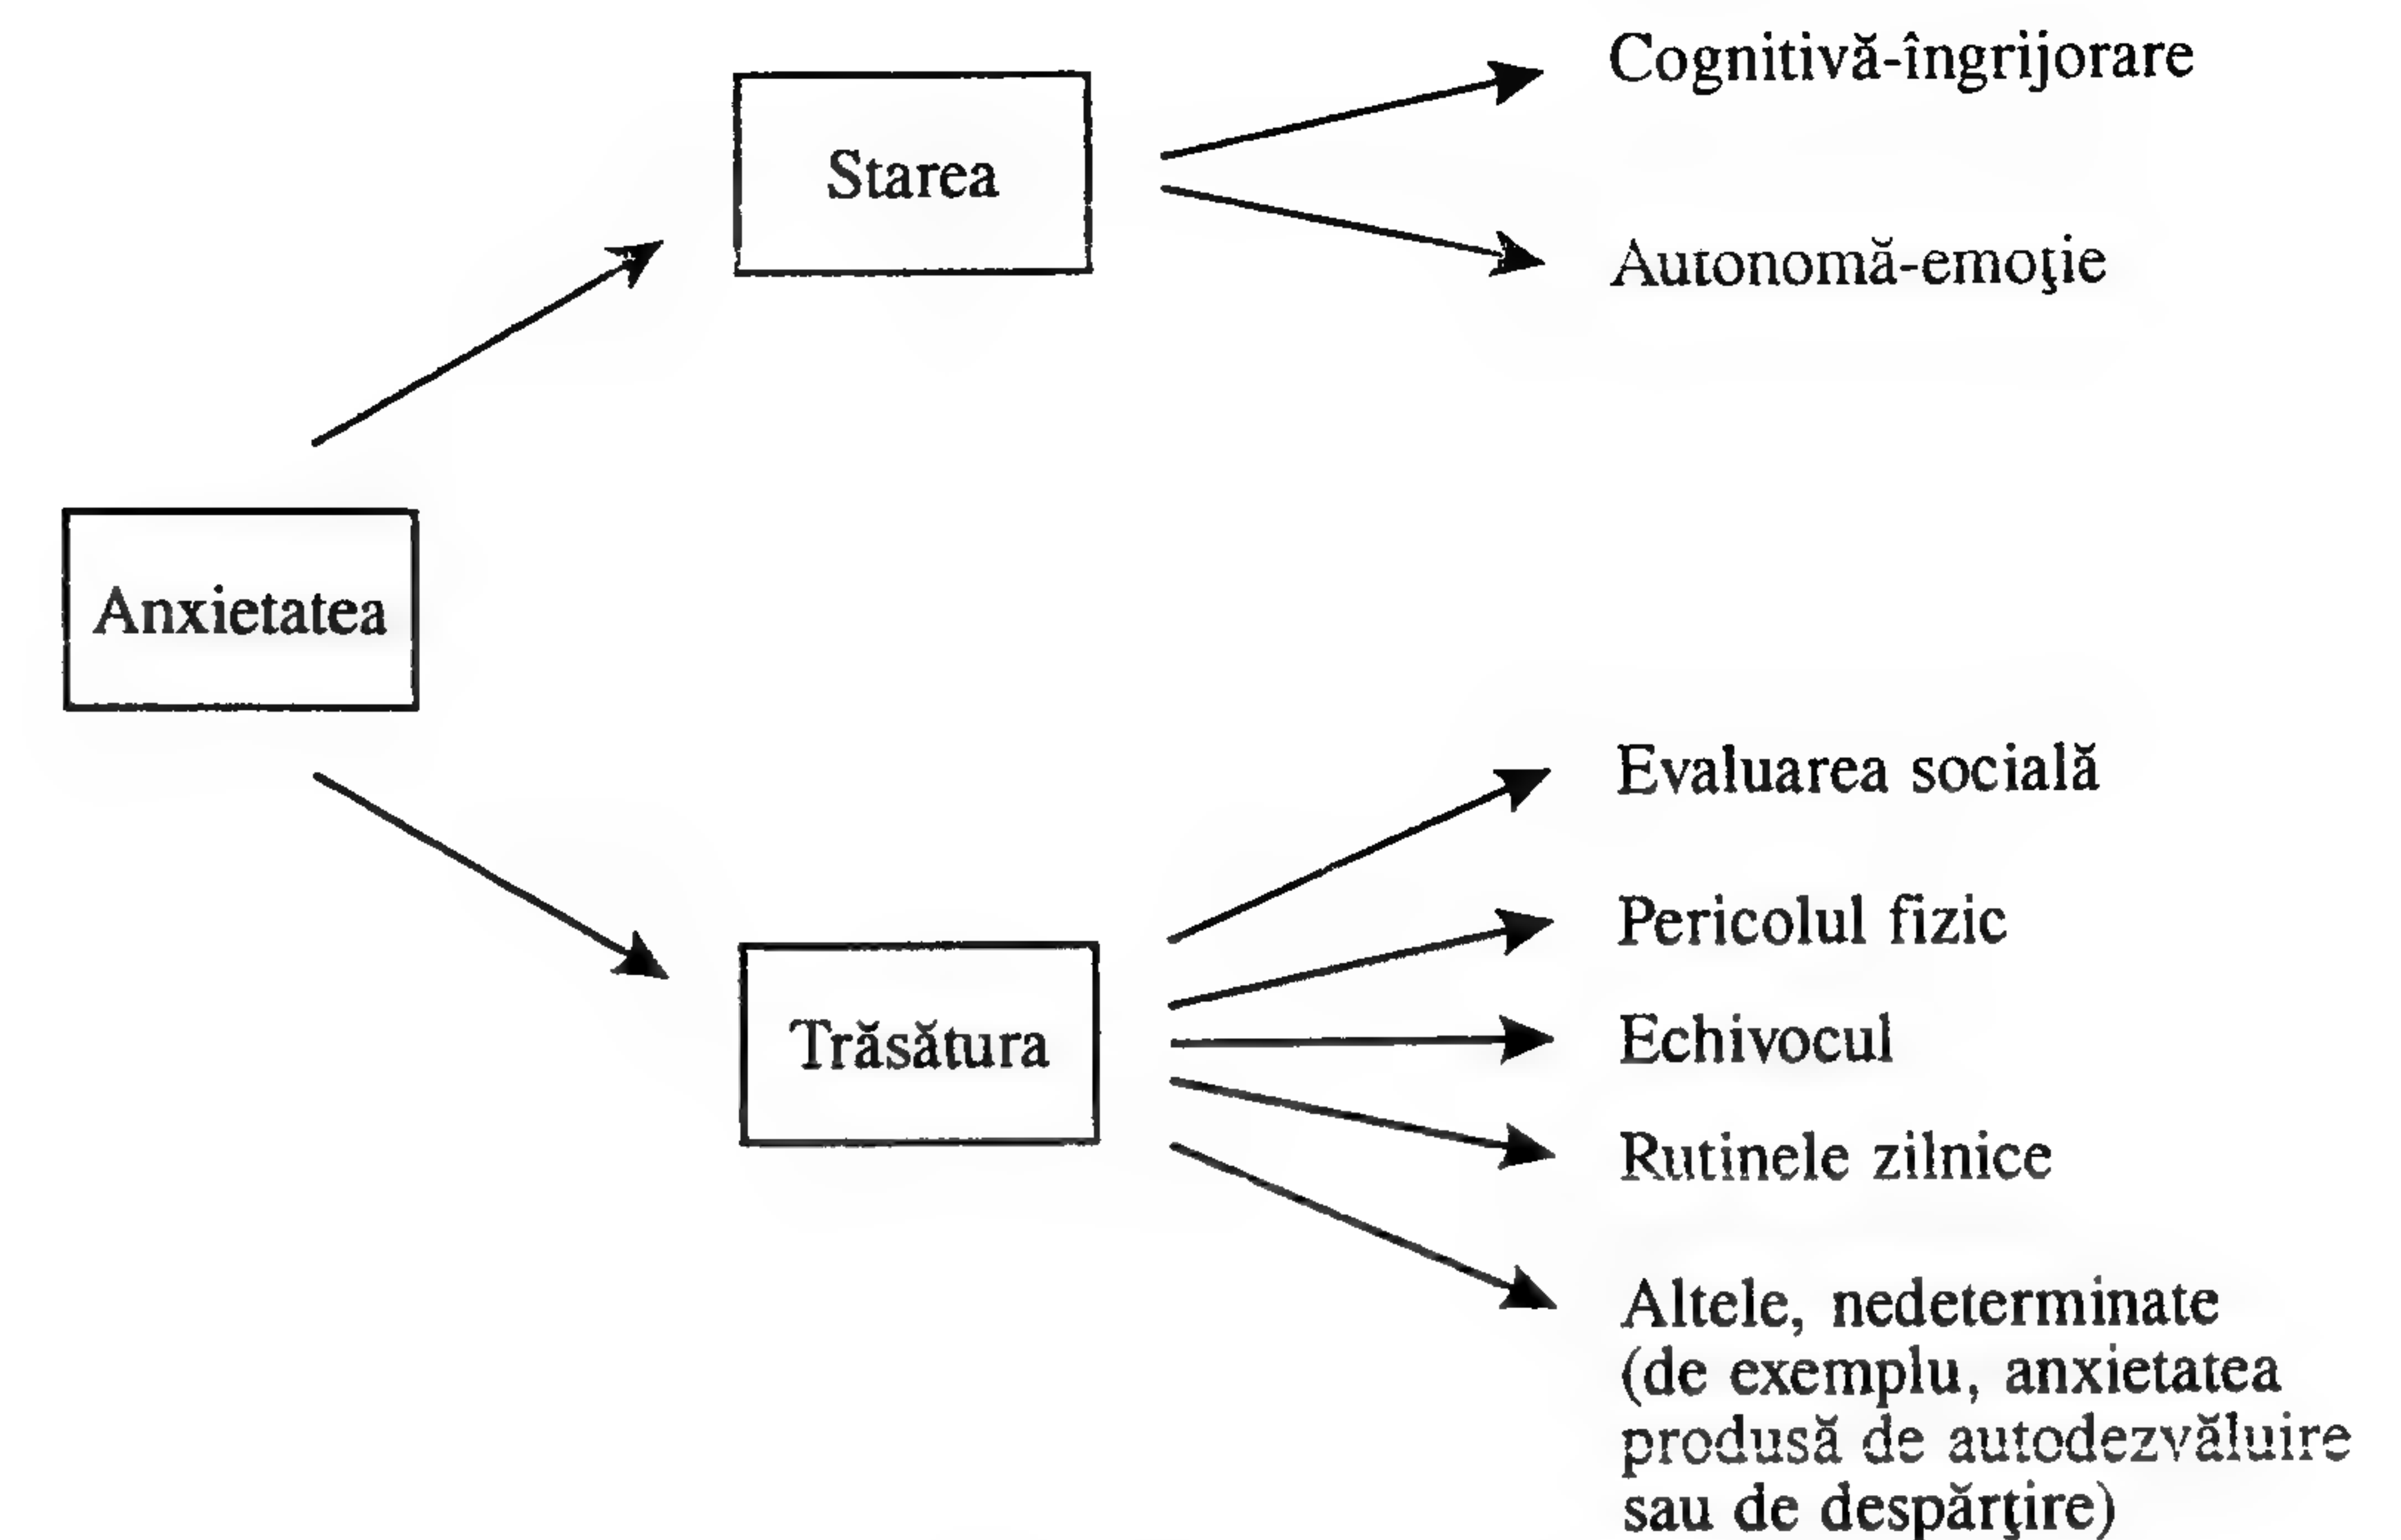 Cognitivă-îngrijorare
Starea
Autonomă-emoţie
Anxietatea
Evaluarea socială
Pericolul fizic
Echivocul
Trăsătura
Rutinele zilnice
Altele, nedeterminate
(de exemplu, anxietatea
produsă de autodezvăluire
sau de despărţire)